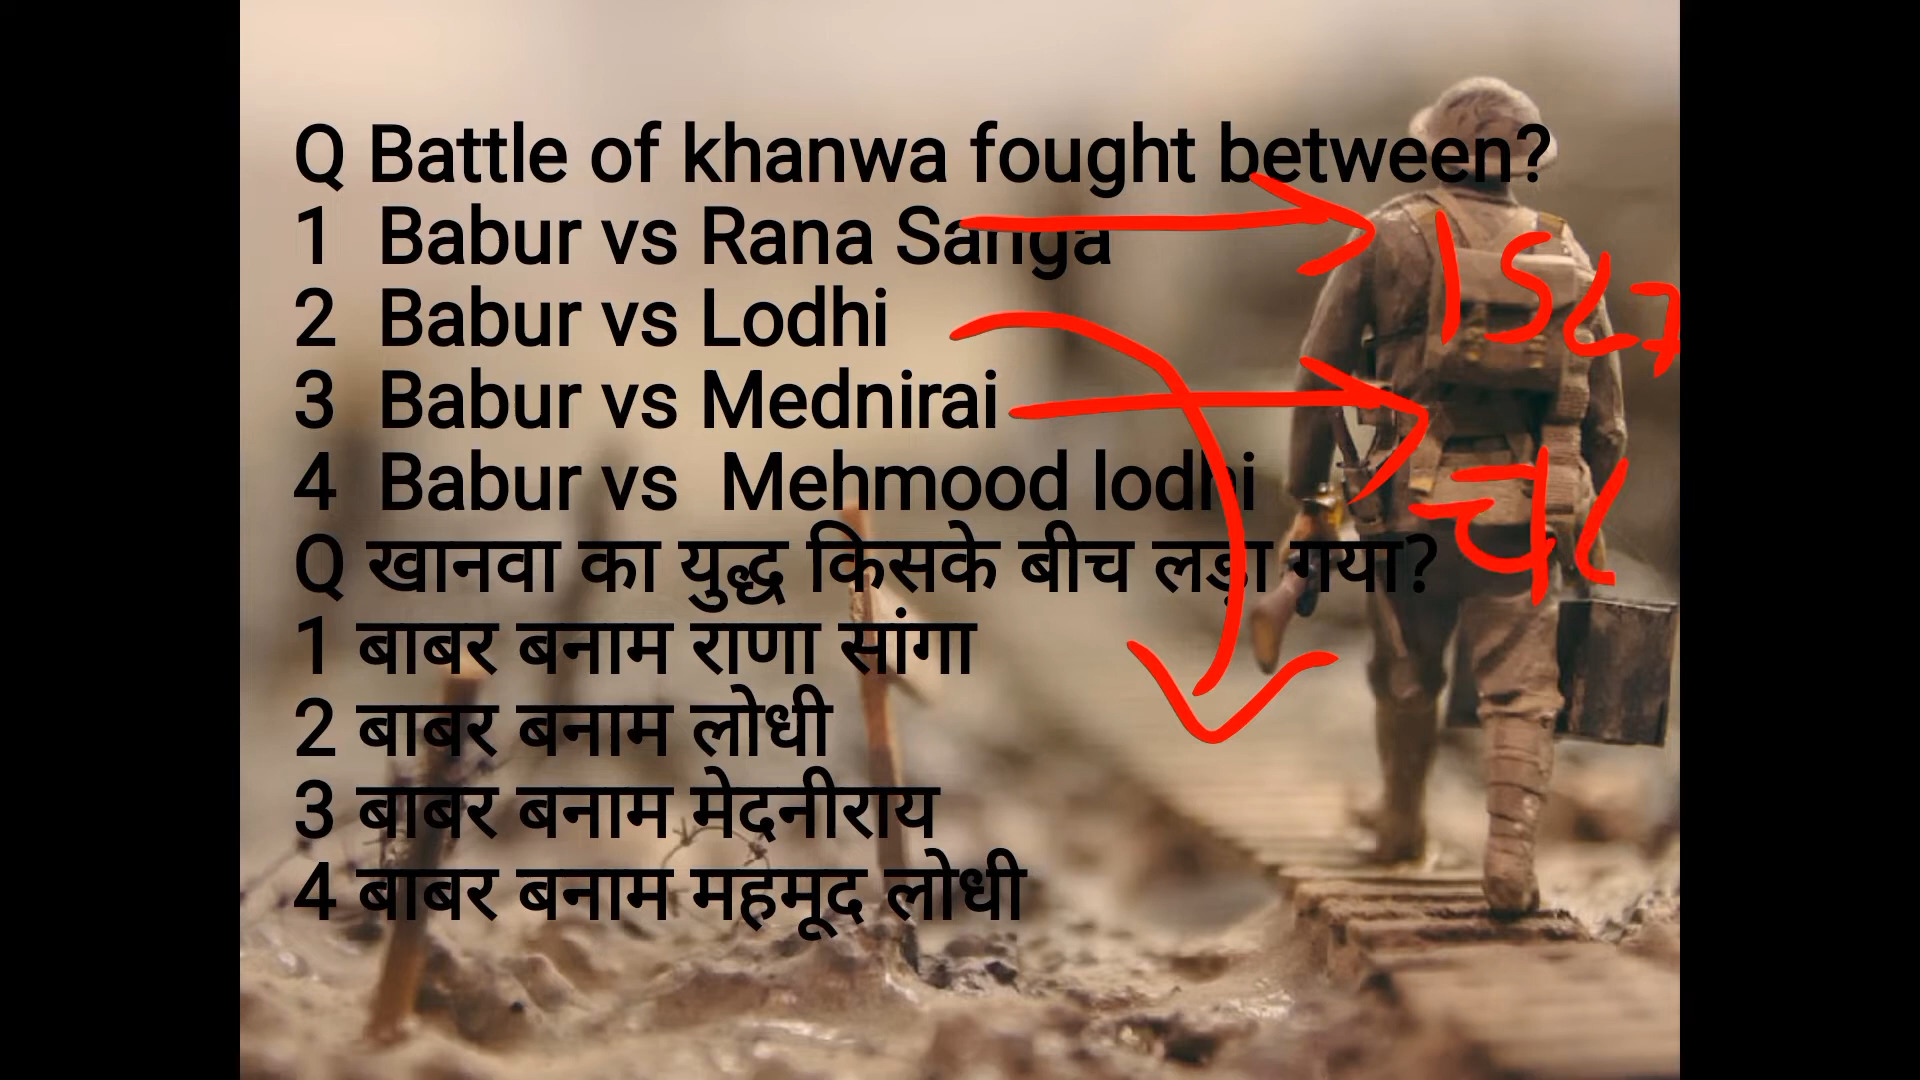 Q Battle of khanwa fought between?
1 Babur vs Rana Sanga
2 Babur vs Lodhi
3 Babur vs Mednirai
4 Babur vs Mehmood lodhi
Q खानवा का युद्ध किसके बीच लड़ा गया?
1 बाबर बनाम राणा सांगा
2 बाबर बनाम लोधी
3 बाबर बनाम मेदनीराय
4 बाबर बनाम महमूद लोधी